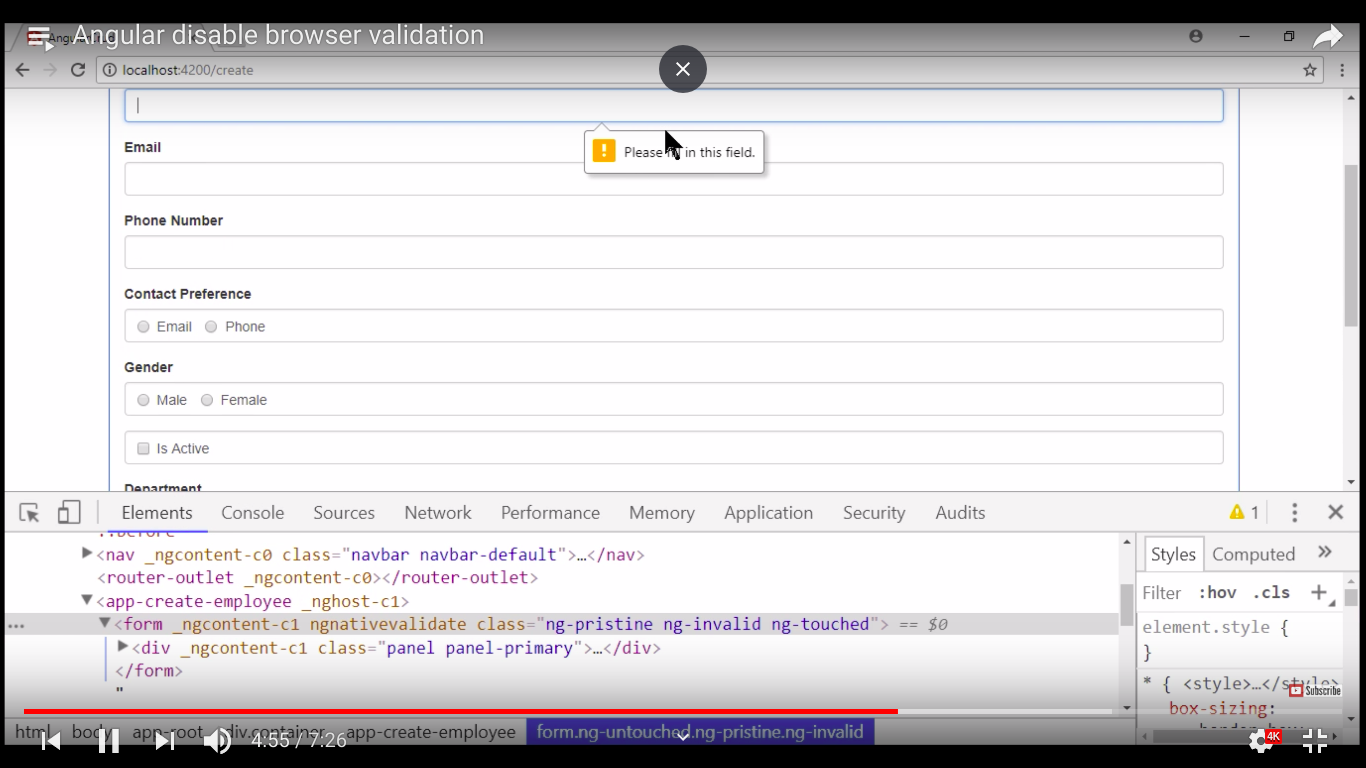 Angular disable browser validation
localhost:4200/create
Please fill in this field.
Email
Phone Number
Contact Preference
Email Phone
Gender
Male Female
Is Active
Department
Elements Console Sources Network Performance Memory Application Security Audits 1
::before
<nav _ngcontent-c0 class="navbar navbar-default">…</nav>
<router-outlet _ngcontent-c0></router-outlet>
<app-create-employee _nghost-c1>
<form _ngcontent-c1 ngnativevalidate class="ng-pristine ng-invalid ng-touched"> == $0
<div _ngcontent-c1 class="panel panel-primary">…</div>
</form>
"
Styles Computed »
Filter :hov .cls +
element.style {
}
* { <style>…</style>
Subscribe
box-sizing:
border-box
html body app-root div.container app-create-employee form.ng-untouched.ng-pristine.ng-invalid
4:55 / 7:26
4K